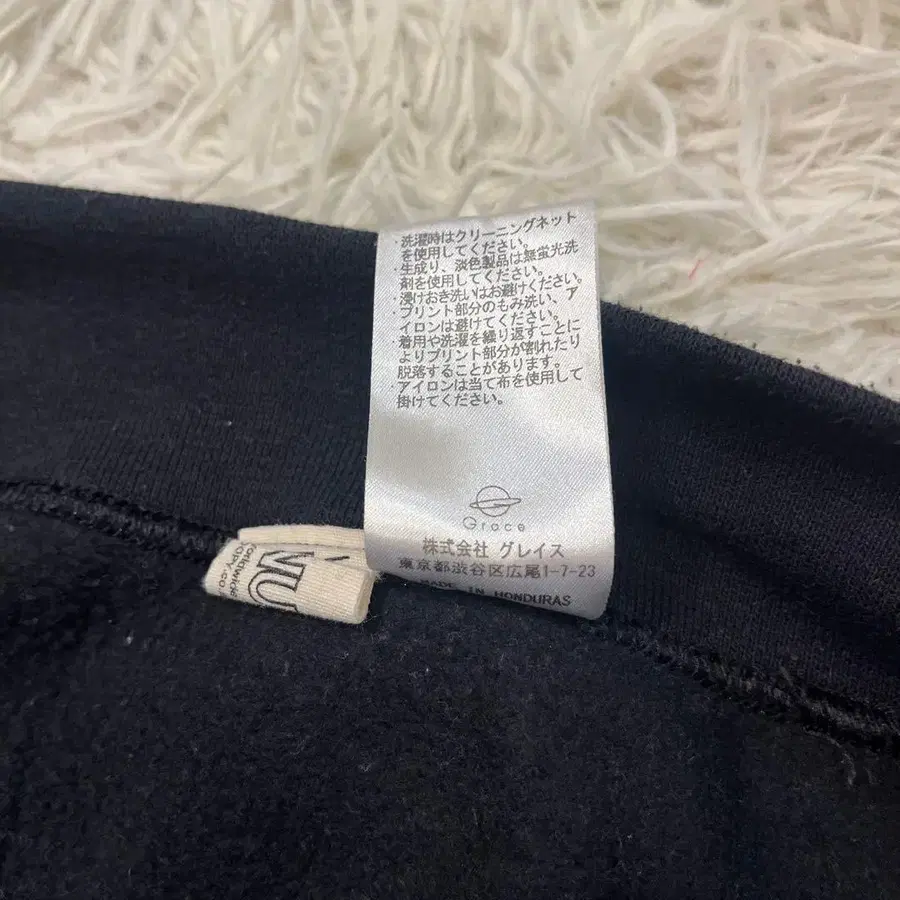 ・洗濯時はクリーニングネット
を使用してください。
・生成り、淡色製品は無蛍光洗
剤を使用してください。
・浸けおき洗いはお避けください。
・プリント部分のもみ洗い、ア
イロンは避けてください。
・着用や洗濯を繰り返すことに
よりプリント部分が割れたり
脱落することがあります。
・アイロンは当て布を使用して
掛けてください。
Grace
株式会社 グレイス
東京都渋谷区広尾1-7-23
MADE IN HONDURAS
NU
orldwide
apy.co